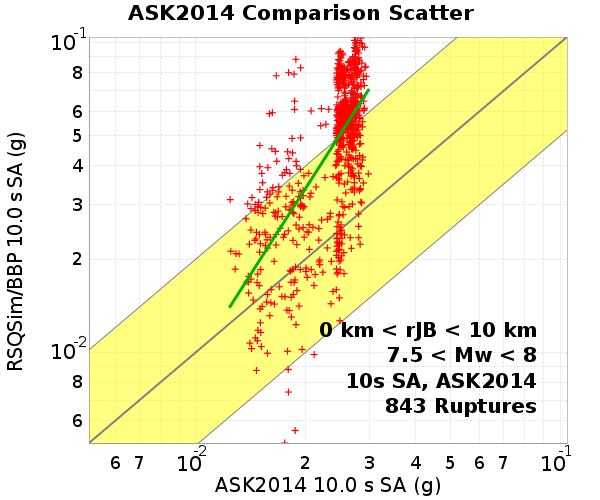 ASK2014 Comparison Scatter
RSQSim/BBP 10.0 s SA (g)
10-1
8
6
5
4
3
2
10-2
8
6
0 km < rJB < 10 km
7.5 < Mw < 8
10s SA, ASK2014
843 Ruptures
6 7 10-2 2 3 4 5 6 7 10-1
ASK2014 10.0 s SA (g)